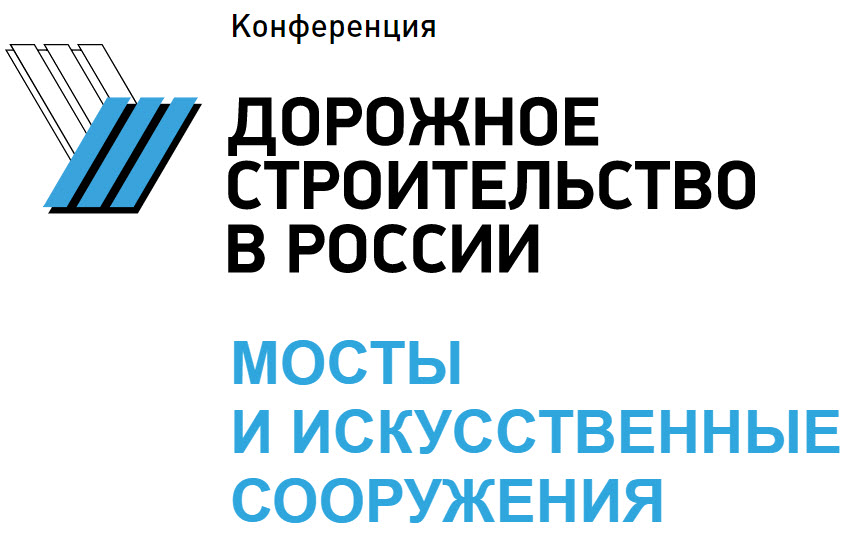 Конференция
ДОРОЖНОЕ
СТРОИТЕЛЬСТВО
В РОССИИ
МОСТЫ
И ИСКУССТВЕННЫЕ
СООРУЖЕНИЯ